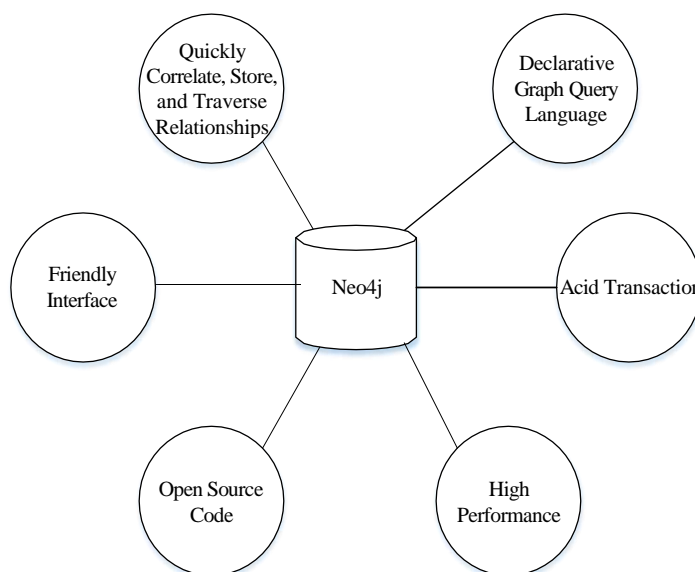 Quickly
Correlate, Store,
and Traverse
Relationships
Declarative
Graph Query
Language
Friendly
Interface
Neo4j
Acid Transaction
Open Source
Code
High
Performance